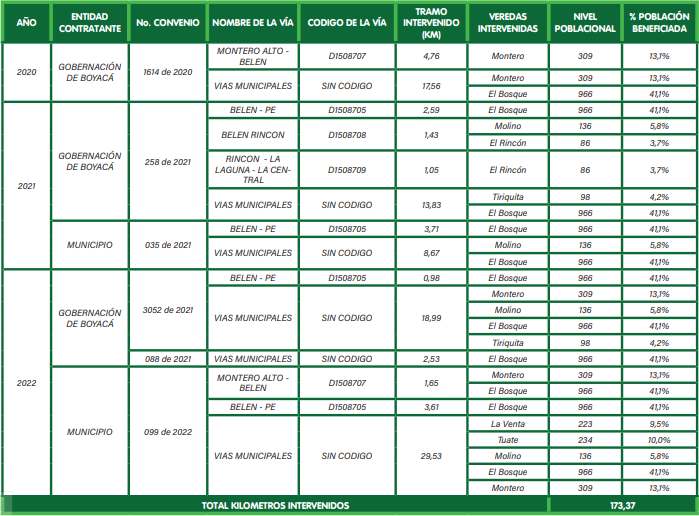 AÑO ENTIDAD CONTRATANTE No. CONVENIO NOMBRE DE LA VÍA CODIGO DE LA VÍA TRAMO INTERVENIDO (KM) VEREDAS INTERVENIDAS NIVEL POBLACIONAL % POBLACIÓN BENEFICIADA
2020 GOBERNACIÓN DE BOYACÁ 1614 de 2020 MONTERO ALTO - BELEN D1508707 4,76 Montero 309 13,1%
VIAS MUNICIPALES SIN CODIGO 17,56 Montero 309 13,1%
El Bosque 966 41,1%
2021 GOBERNACIÓN DE BOYACÁ 258 de 2021 BELEN - PE D1508705 2,59 El Bosque 966 41,1%
BELEN RINCON D1508708 1,43 Molino 136 5,8%
El Rincón 86 3,7%
RINCON - LA LAGUNA - LA CEN-TRAL D1508709 1,05 El Rincón 86 3,7%
VIAS MUNICIPALES SIN CODIGO 13,83 Tiriquita 98 4,2%
El Bosque 966 41,1%
MUNICIPIO 035 de 2021 BELEN - PE D1508705 3,71 El Bosque 966 41,1%
VIAS MUNICIPALES SIN CODIGO 8,67 Molino 136 5,8%
El Bosque 966 41,1%
2022 GOBERNACIÓN DE BOYACÁ 3052 de 2021 BELEN - PE D1508705 0,98 El Bosque 966 41,1%
VIAS MUNICIPALES SIN CODIGO 18,99 Montero 309 13,1%
Molino 136 5,8%
El Bosque 966 41,1%
Tiriquita 98 4,2%
088 de 2021 VIAS MUNICIPALES SIN CODIGO 2,53 El Bosque 966 41,1%
MUNICIPIO 099 de 2022 MONTERO ALTO - BELEN D1508707 1,65 Montero 309 13,1%
El Bosque 966 41,1%
BELEN - PE D1508705 3,61 El Bosque 966 41,1%
VIAS MUNICIPALES SIN CODIGO 29,53 La Venta 223 9,5%
Tuate 234 10,0%
Molino 136 5,8%
El Bosque 966 41,1%
Montero 309 13,1%
TOTAL KILOMETROS INTERVENIDOS 173,37